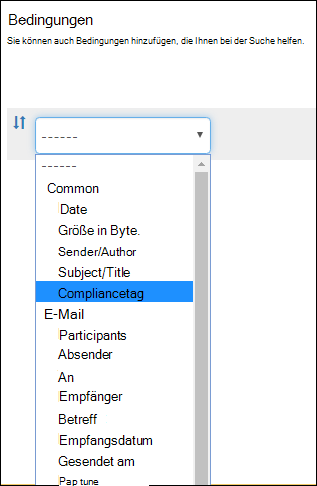 Bedingungen
Sie können auch Bedingungen hinzufügen, die Ihnen bei der Suche helfen.
------
------
Common
Date
Größe in Byte.
Sender/Author
Subject/Title
Compliancetag
E-Mail
Participants
Absender
An
Empfänger
Betreff
Empfangsdatum
Gesendet am